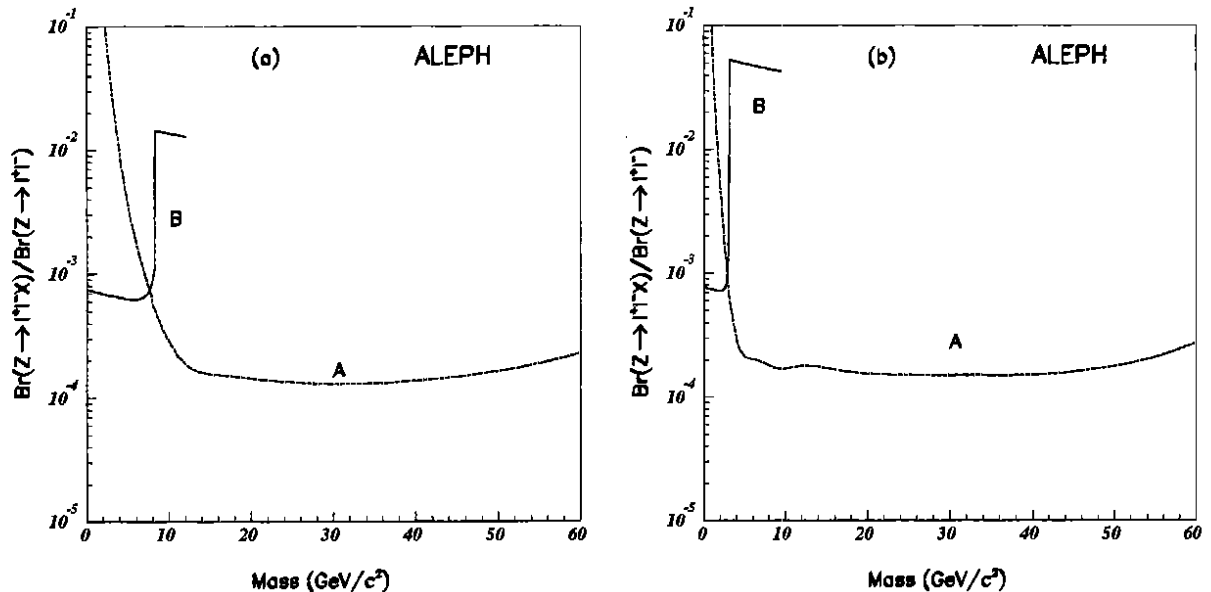 (a) ALEPH
B
A
Br(Z→l⁺l⁻X)/Br(Z→l⁺l⁻)
10⁻¹
10⁻²
10⁻³
10⁻⁴
10⁻⁵
0 10 20 30 40 50 60
Mass (GeV/c²)
(b) ALEPH
B
A
Br(Z→l⁺l⁻X)/Br(Z→l⁺l⁻)
10⁻¹
10⁻²
10⁻³
10⁻⁴
10⁻⁵
0 10 20 30 40 50 60
Mass (GeV/c²)